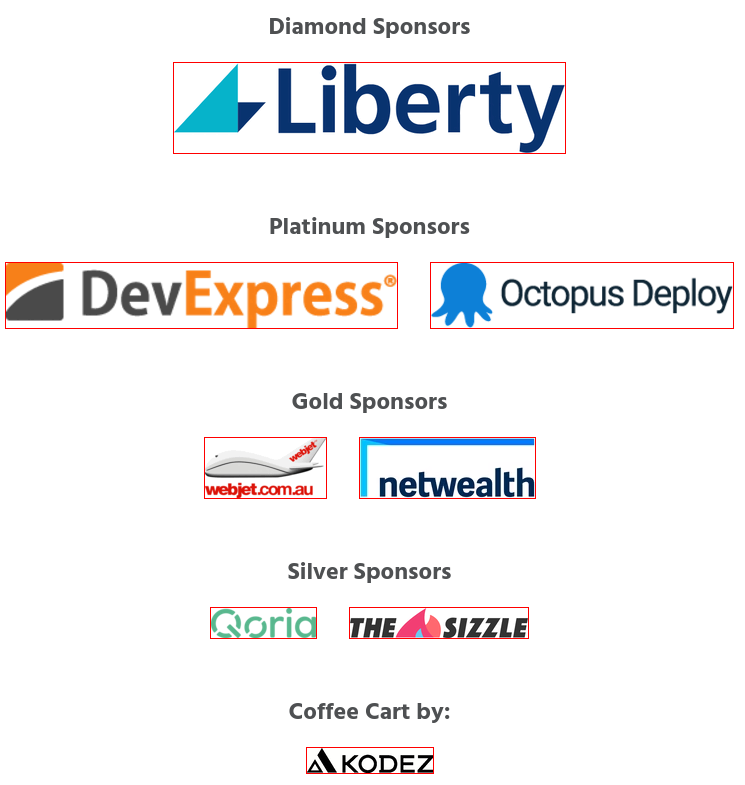 Diamond Sponsors
Liberty
Platinum Sponsors
DevExpress®
Octopus Deploy
Gold Sponsors
webjet
webjet.com.au
netwealth
Silver Sponsors
Qoria
THE SIZZLE
Coffee Cart by:
KODEZ